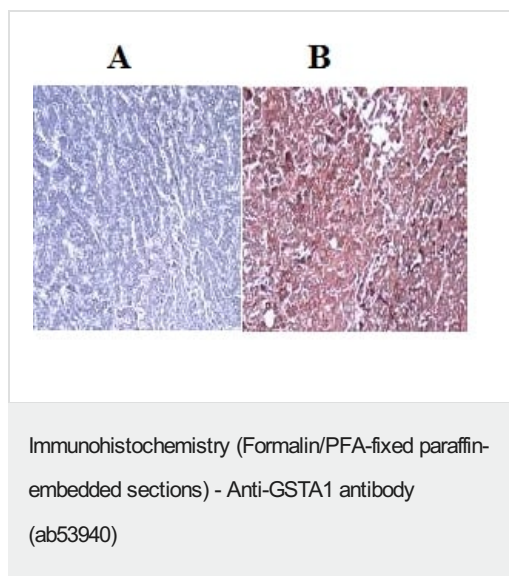 A B
Immunohistochemistry (Formalin/PFA-fixed paraffin-
embedded sections) - Anti-GSTA1 antibody
(ab53940)